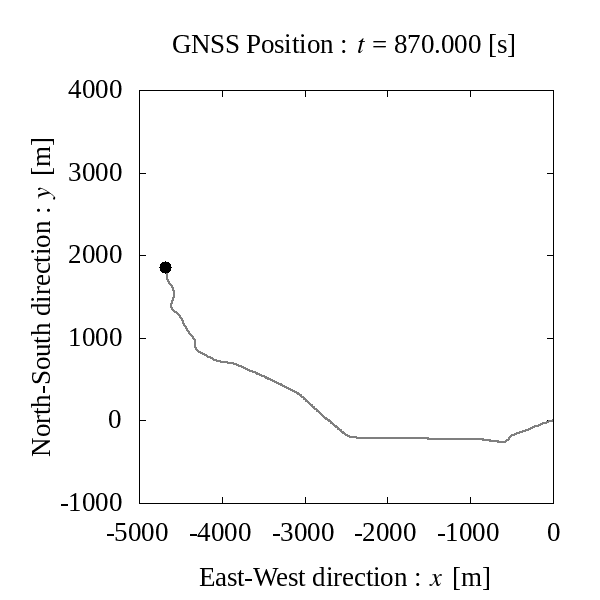 GNSS Position : t = 870.000 [s]
4000
3000
2000
1000
0
-1000
North-South direction : y [m]
-5000 -4000 -3000 -2000 -1000 0
East-West direction : x [m]